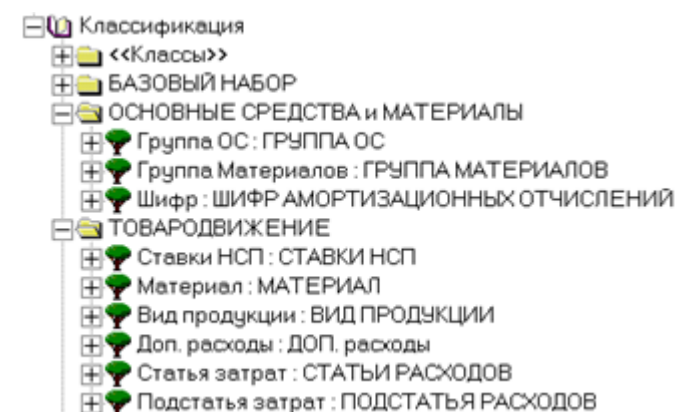 Классификация
<<Классы>>
БАЗОВЫЙ НАБОР
ОСНОВНЫЕ СРЕДСТВА и МАТЕРИАЛЫ
Группа ОС : ГРУППА ОС
Группа Материалов : ГРУППА МАТЕРИАЛОВ
Шифр : ШИФР АМОРТИЗАЦИОННЫХ ОТЧИСЛЕНИЙ
ТОВАРОДВИЖЕНИЕ
Ставки НСП : СТАВКИ НСП
Материал : МАТЕРИАЛ
Вид продукции : ВИД ПРОДУКЦИИ
Доп. расходы : ДОП. расходы
Статья затрат : СТАТЬИ РАСХОДОВ
Подстатья затрат : ПОДСТАТЬЯ РАСХОДОВ